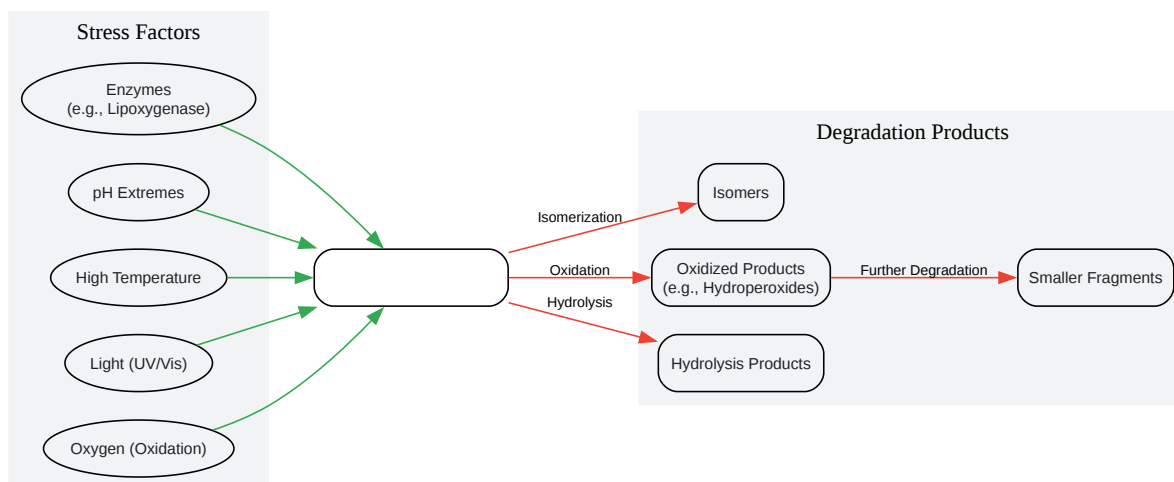 Stress Factors
Enzymes
(e.g., Lipoxygenase)
pH Extremes
High Temperature
Light (UV/Vis)
Oxygen (Oxidation)
Isomerization
Oxidation
Hydrolysis
Degradation Products
Isomers
Oxidized Products
(e.g., Hydroperoxides)
Further Degradation
Smaller Fragments
Hydrolysis Products